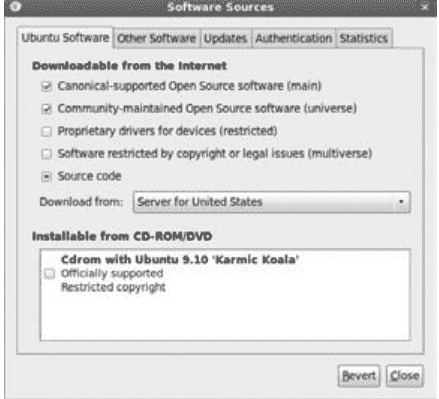 Software Sources
Ubuntu Software Other Software Updates Authentication Statistics
Downloadable from the Internet
Canonical-supported Open Source software (main)
Community-maintained Open Source software (universe)
Proprietary drivers for devices (restricted)
Software restricted by copyright or legal issues (multiverse)
Source code
Download from: Server for United States
Installable from CD-ROM/DVD
Cdrom with Ubuntu 9.10 'Karmic Koala'
Officially supported
Restricted copyright
Revert Close